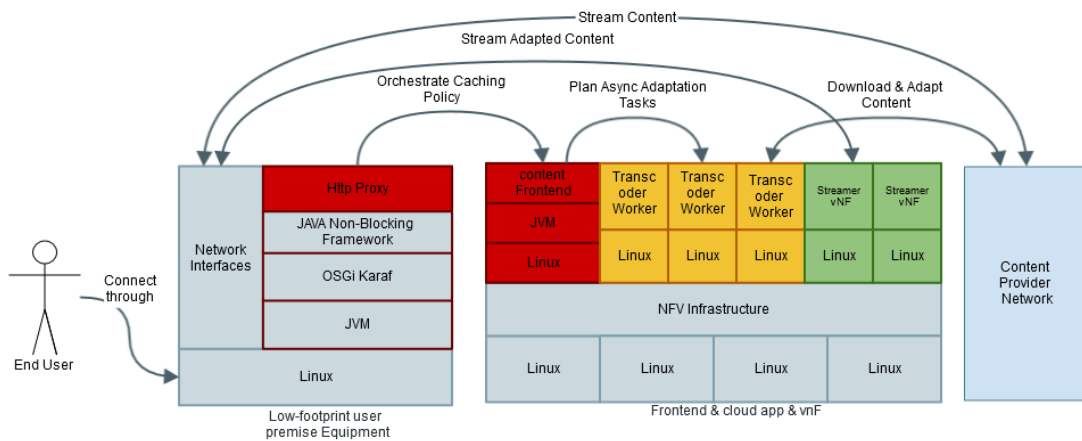 Stream Content
Stream Adapted Content
Orchestrate Caching
Policy
Plan Async Adaptation
Tasks
Download & Adapt
Content
Http Proxy
JAVA Non-Blocking
Framework
OSGi Karaf
JVM
Network
Interfaces
Linux
Low-footprint user
premise Equipment
Connect
through
End User
content
Frontend
JVM
Linux
Transc
oder
Worker
Linux
Transc
oder
Worker
Linux
Transc
oder
Worker
Linux
Streamer
vNF
Linux
Streamer
vNF
Linux
NFV Infrastructure
Linux
Linux
Linux
Linux
Frontend & cloud app & vnF
Content
Provider
Network